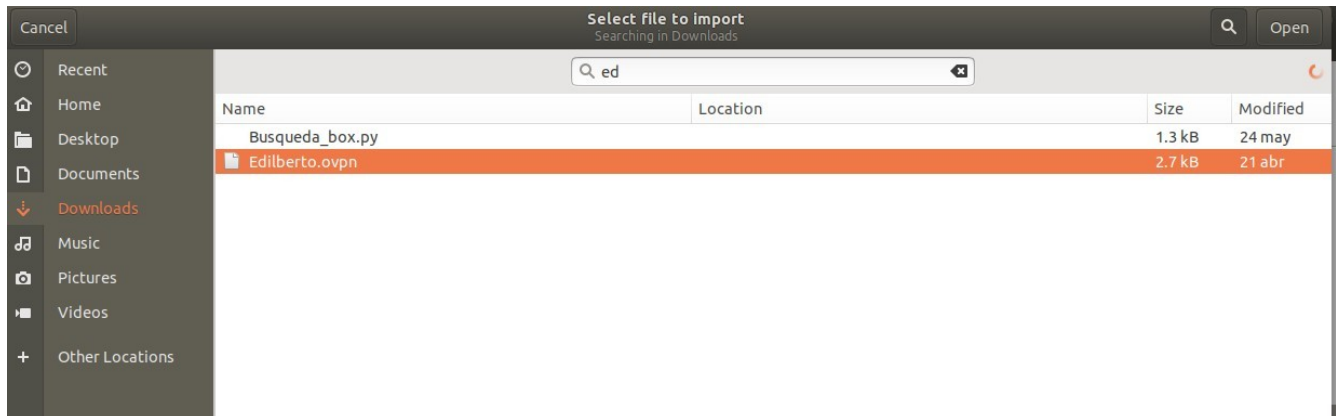 Cancel
Select file to import
Searching in Downloads
Open
Recent
Home
Desktop
Documents
Downloads
Music
Pictures
Videos
Other Locations
ed
Name Location Size Modified
Busqueda_box.py 1.3 kB 24 may
Edilberto.ovpn 2.7 kB 21 abr